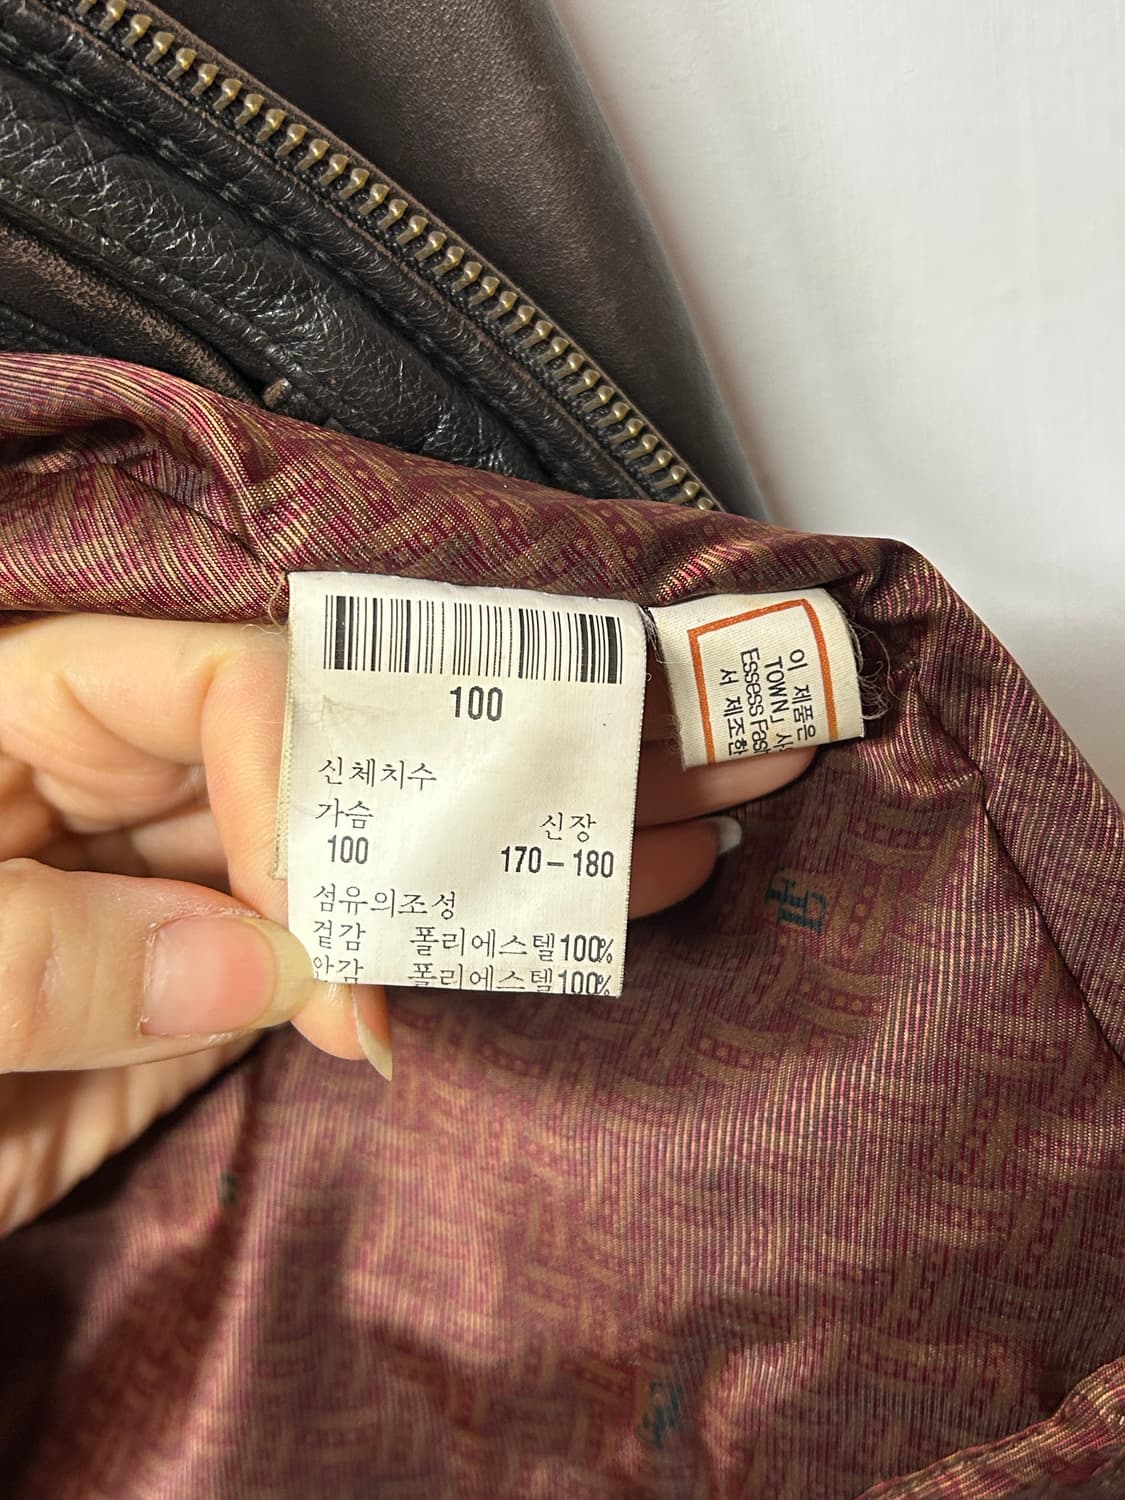 100
신체치수
가슴 신장
100 170-180
섬유의조성
겉감 폴리에스텔100%
안감 폴리에스텔100%
이 제품은
TOWN」 사
Essess Fas
서 제조한